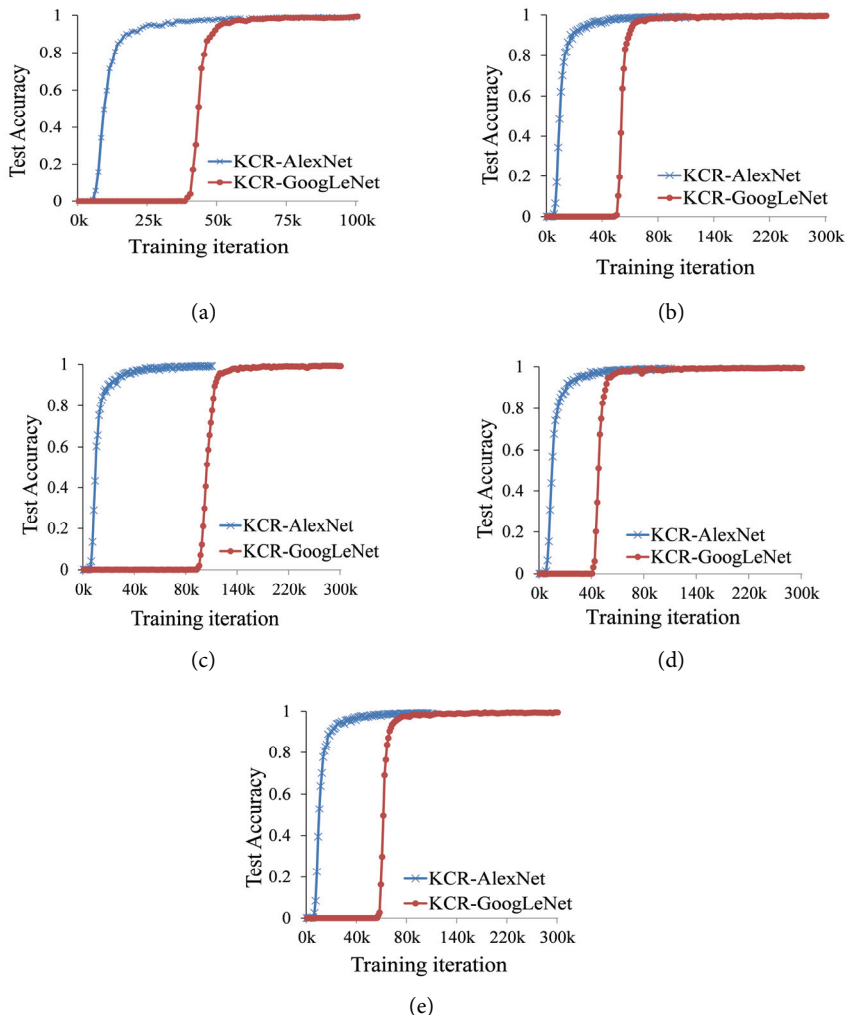 1
0.8
0.6
0.4
0.2
0
Test Accuracy
KCR-AlexNet
KCR-GoogLeNet
0k 25k 50k 75k 100k
Training iteration
(a)
1
0.8
0.6
0.4
0.2
0
Test Accuracy
KCR-AlexNet
KCR-GoogLeNet
0k 40k 80k 140k 220k 300k
Training iteration
(b)
1
0.8
0.6
0.4
0.2
0
Test Accuracy
KCR-AlexNet
KCR-GoogLeNet
0k 40k 80k 140k 220k 300k
Training iteration
(c)
1
0.8
0.6
0.4
0.2
0
Test Accuracy
KCR-AlexNet
KCR-GoogLeNet
0k 40k 80k 140k 220k 300k
Training iteration
(d)
1
0.8
0.6
0.4
0.2
0
Test Accuracy
KCR-AlexNet
KCR-GoogLeNet
0k 40k 80k 140k 220k 300k
Training iteration
(e)